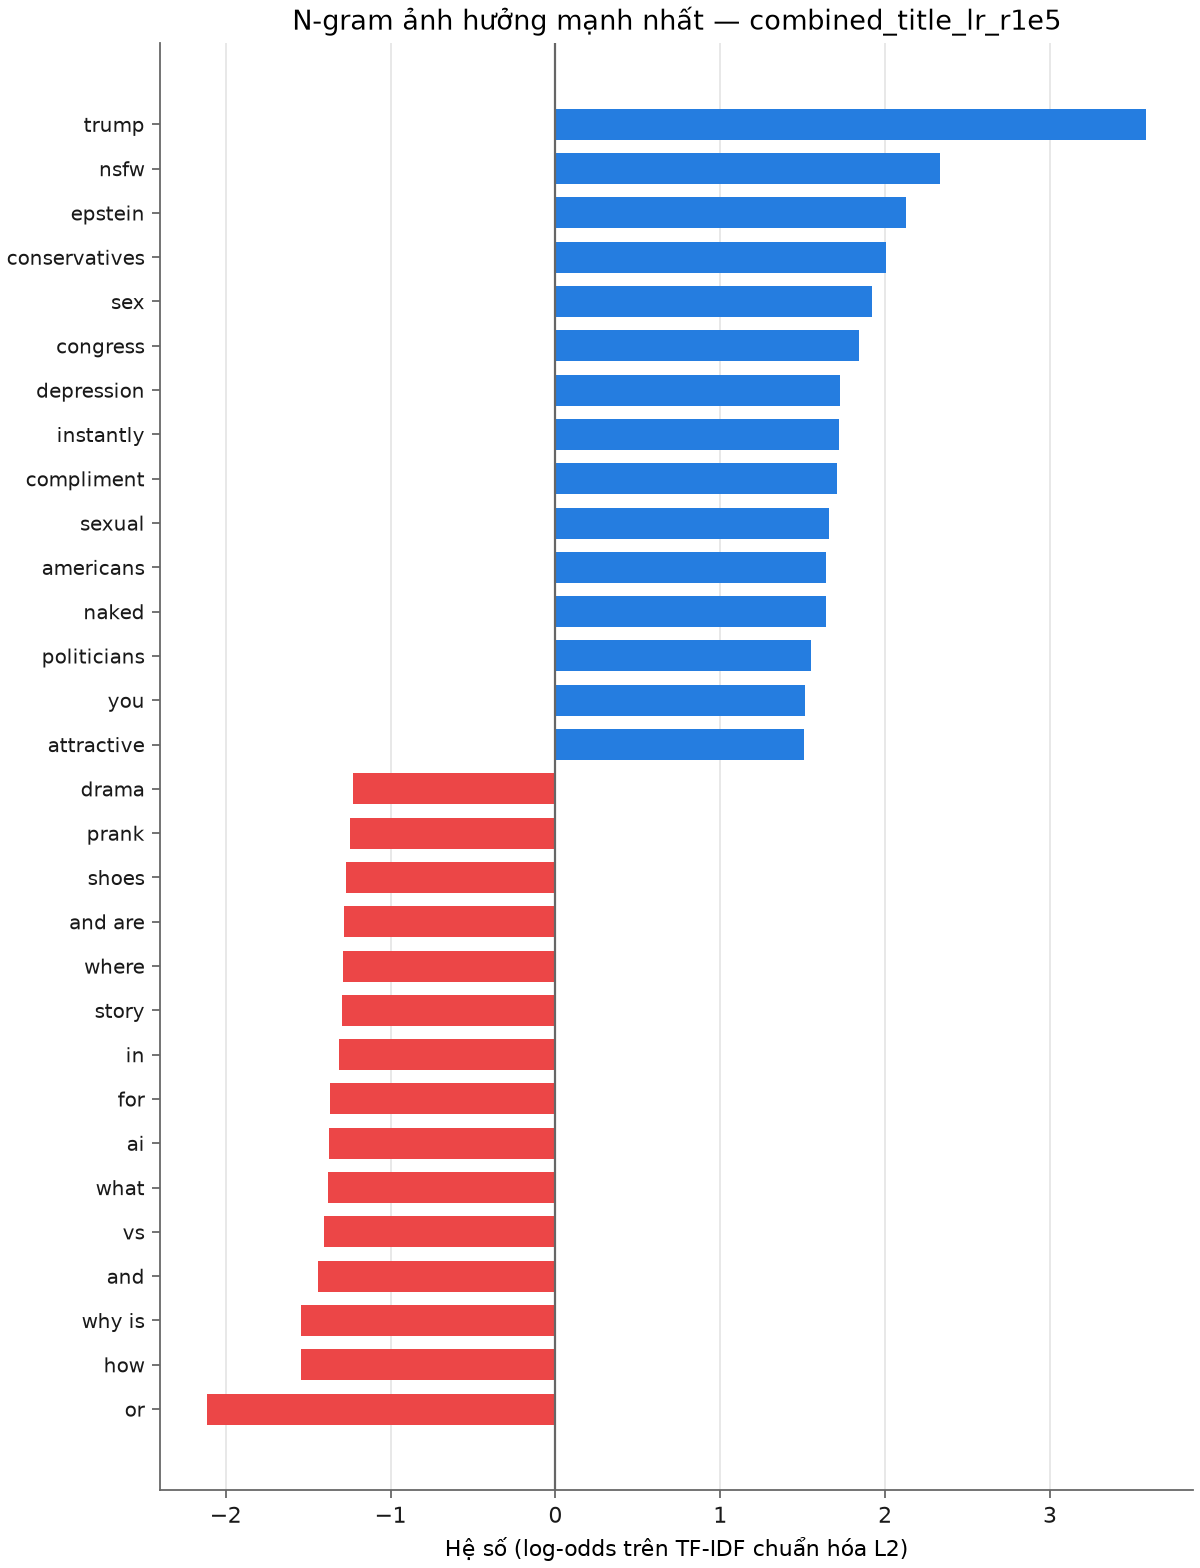 N-gram ảnh hưởng mạnh nhất — combined_title_lr_r1e5
trump
nsfw
epstein
conservatives
sex
congress
depression
instantly
compliment
sexual
americans
naked
politicians
you
attractive
drama
prank
shoes
and are
where
story
in
for
ai
what
vs
and
why is
how
or
−2 −1 0 1 2 3
Hệ số (log-odds trên TF-IDF chuẩn hóa L2)